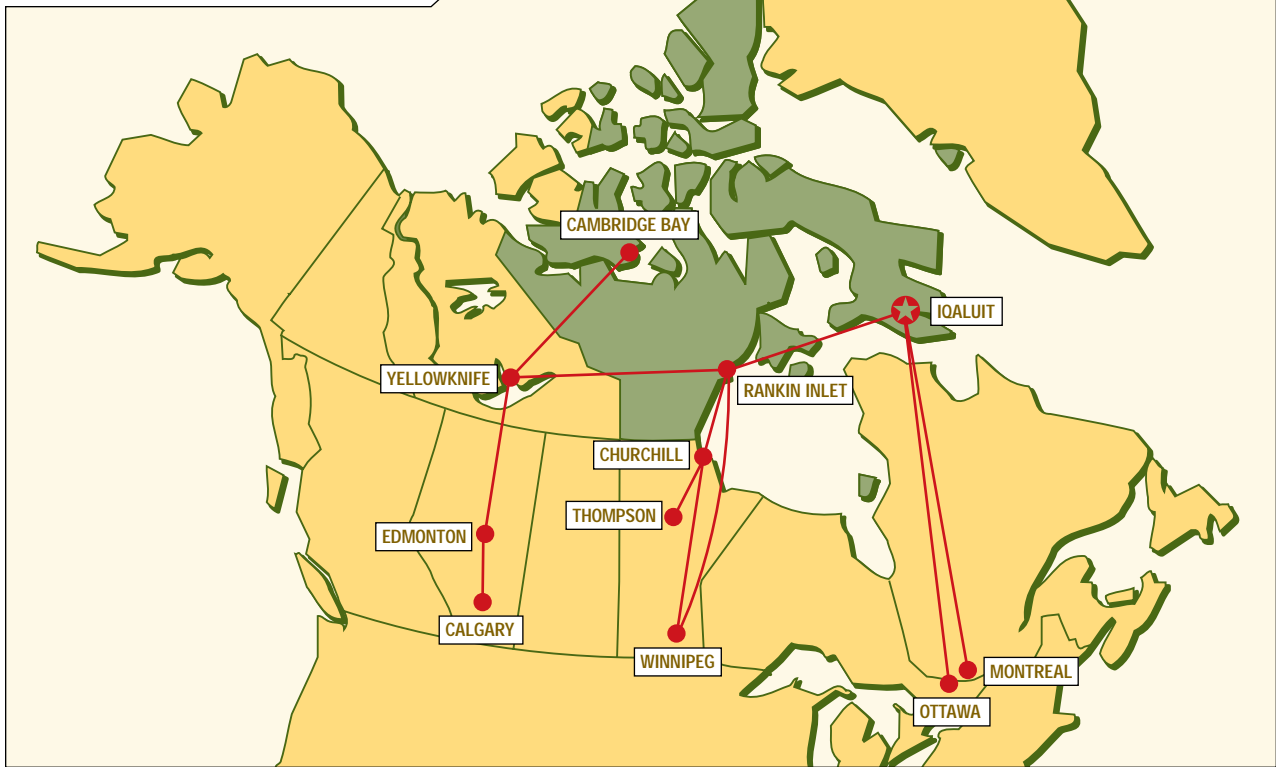 CAMBRIDGE BAY
IQALUIT
YELLOWKNIFE
RANKIN INLET
CHURCHILL
THOMPSON
EDMONTON
CALGARY
WINNIPEG
MONTREAL
OTTAWA